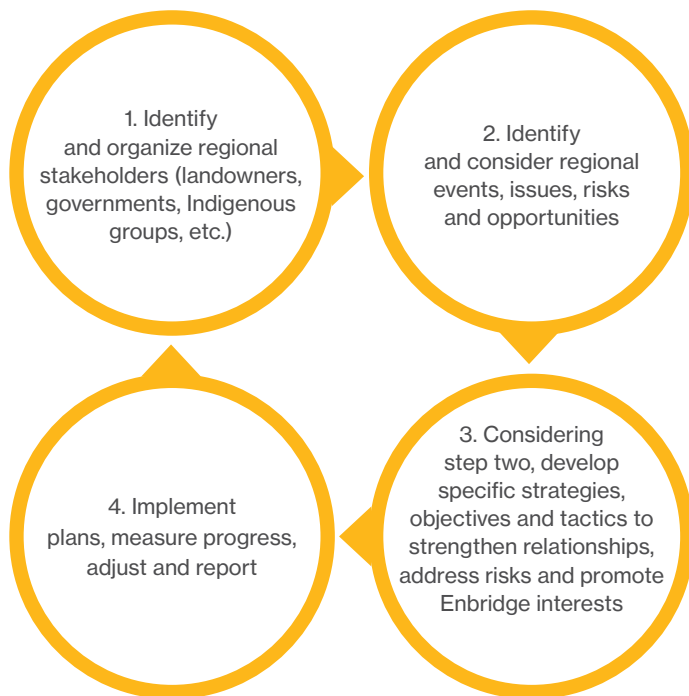 1. Identify
and organize regional
stakeholders (landowners,
governments, Indigenous
groups, etc.)
2. Identify
and consider regional
events, issues, risks
and opportunities
3. Considering
step two, develop
specific strategies,
objectives and tactics to
strengthen relationships,
address risks and promote
Enbridge interests
4. Implement
plans, measure progress,
adjust and report